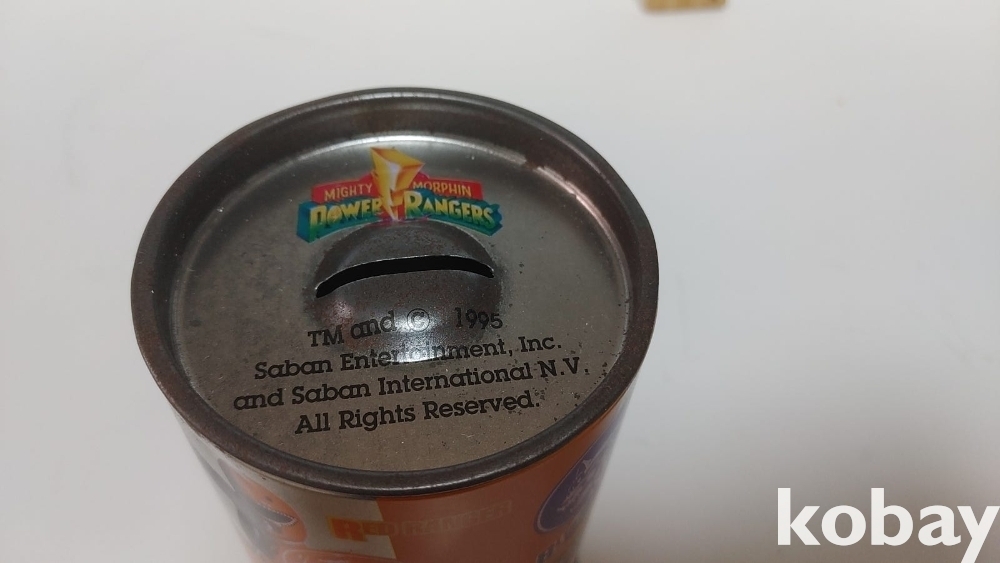 MIGHTY MORPHIN
POWER RANGERS
TM and © 1995
Saban Entertainment, Inc.
and Saban International N.V.
All Rights Reserved.
kobay